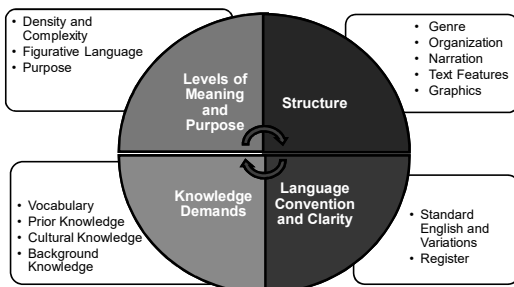 • Density and
Complexity
• Figurative Language
• Purpose
Levels of
Meaning
and
Purpose
Structure
• Genre
• Organization
• Narration
• Text Features
• Graphics
• Vocabulary
• Prior Knowledge
• Cultural Knowledge
• Background
Knowledge
Knowledge
Demands
Language
Convention
and Clarity
• Standard
English and
Variations
• Register